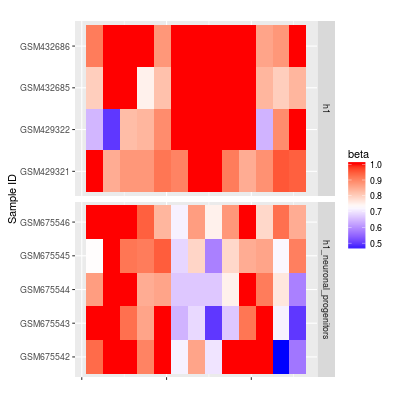 GSM432686
GSM432685
GSM429322
GSM429321
h1
GSM675546
GSM675545
GSM675544
GSM675543
GSM675542
h1_neuronal_progenitors
Sample ID
beta
1.0
0.9
0.8
0.7
0.6
0.5